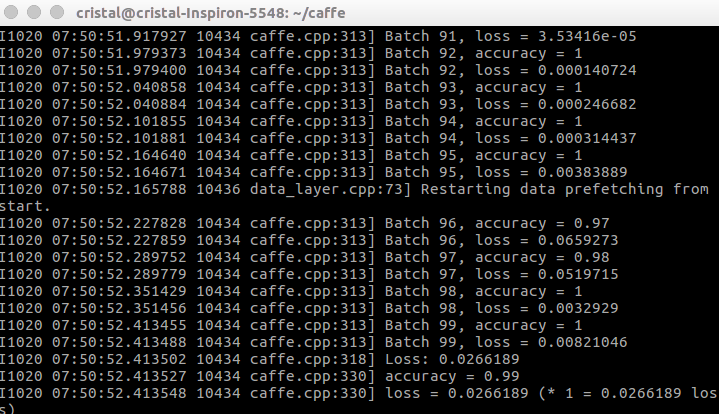 cristal@cristal-Inspiron-5548: ~/caffe
I1020 07:50:51.917927 10434 caffe.cpp:313] Batch 91, loss = 3.53416e-05
I1020 07:50:51.979373 10434 caffe.cpp:313] Batch 92, accuracy = 1
I1020 07:50:51.979400 10434 caffe.cpp:313] Batch 92, loss = 0.000140724
I1020 07:50:52.040858 10434 caffe.cpp:313] Batch 93, accuracy = 1
I1020 07:50:52.040884 10434 caffe.cpp:313] Batch 93, loss = 0.000246682
I1020 07:50:52.101855 10434 caffe.cpp:313] Batch 94, accuracy = 1
I1020 07:50:52.101881 10434 caffe.cpp:313] Batch 94, loss = 0.000314437
I1020 07:50:52.164640 10434 caffe.cpp:313] Batch 95, accuracy = 1
I1020 07:50:52.164671 10434 caffe.cpp:313] Batch 95, loss = 0.00383889
I1020 07:50:52.165788 10436 data_layer.cpp:73] Restarting data prefetching from
start.
I1020 07:50:52.227828 10434 caffe.cpp:313] Batch 96, accuracy = 0.97
I1020 07:50:52.227859 10434 caffe.cpp:313] Batch 96, loss = 0.0659273
I1020 07:50:52.289752 10434 caffe.cpp:313] Batch 97, accuracy = 0.98
I1020 07:50:52.289779 10434 caffe.cpp:313] Batch 97, loss = 0.0519715
I1020 07:50:52.351429 10434 caffe.cpp:313] Batch 98, accuracy = 1
I1020 07:50:52.351456 10434 caffe.cpp:313] Batch 98, loss = 0.0032929
I1020 07:50:52.413455 10434 caffe.cpp:313] Batch 99, accuracy = 1
I1020 07:50:52.413488 10434 caffe.cpp:313] Batch 99, loss = 0.00821046
I1020 07:50:52.413502 10434 caffe.cpp:318] Loss: 0.0266189
I1020 07:50:52.413527 10434 caffe.cpp:330] accuracy = 0.99
I1020 07:50:52.413548 10434 caffe.cpp:330] loss = 0.0266189 (* 1 = 0.0266189 los
s)